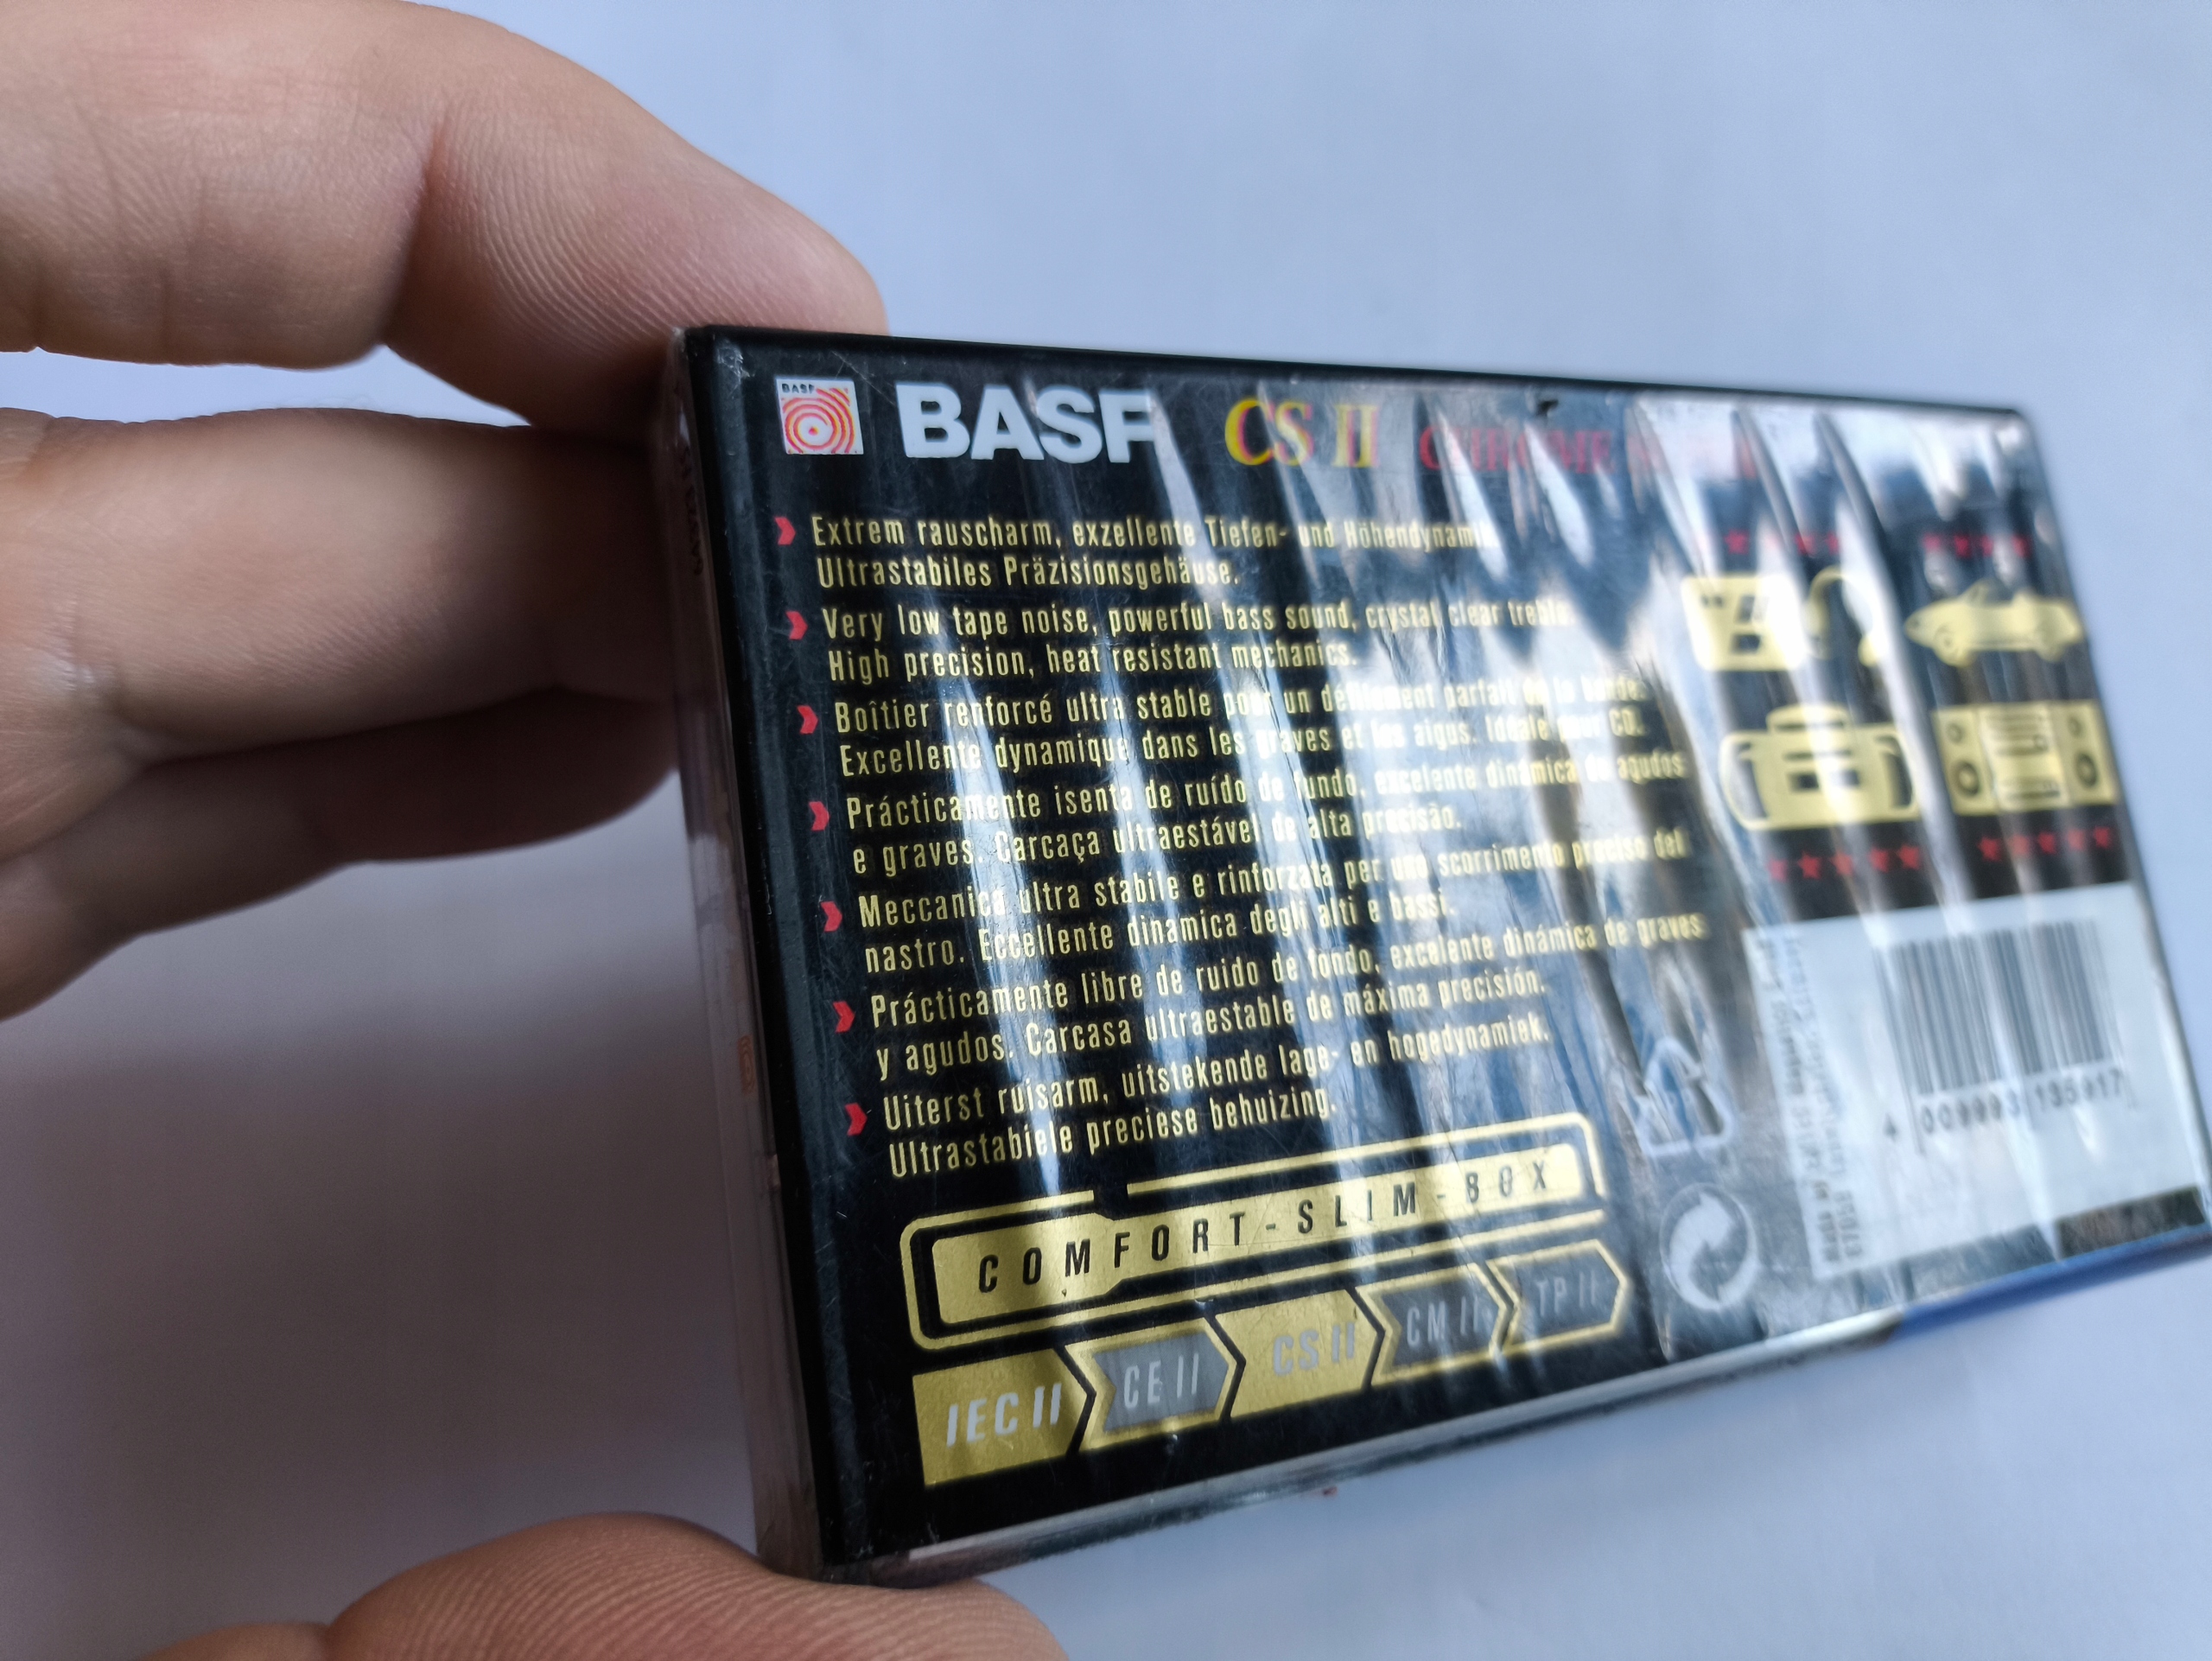 BASF
BASF CS II CHROME
Extrem rauscharm, exzellente Tiefen- und Höhendynamik.
Ultrastabiles Präzisionsgehäuse.
Very low tape noise, powerful bass sound, crystal clear treble.
High precision, heat resistant mechanics.
Boîtier renforcé ultra stable pour un défilement parfait de la bande.
Excellente dynamique dans les graves et les aigus. Idéale pour CD.
Prácticamente isenta de ruído de fundo, excelente dinâmica de agudos
e graves. Carcaça ultraestável de alta precisão.
Meccanica ultra stabile e rinforzata per uno scorrimento preciso del
nastro. Eccellente dinamica degli alti e bassi.
Prácticamente libre de ruido de fondo, excelente dinámica de graves
y agudos. Carcasa ultraestable de máxima precisión.
Uiterst ruisarm, uitstekende lage- en hogedynamiek.
Ultrastabiele preciese behuizing.
COMFORT-SLIM-BOX
IEC II CE II CS II CM II TP II
4 009993 135917